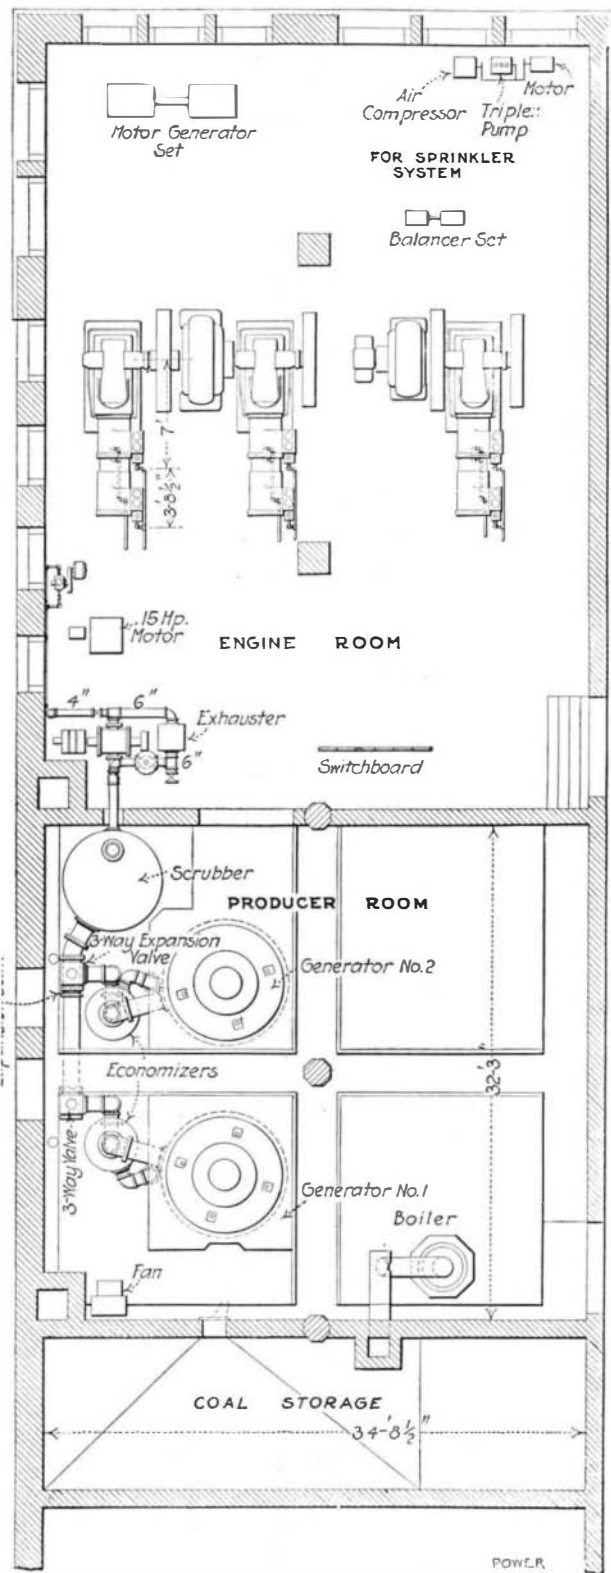 Motor Generator
Set
Air
Compressor
Triplex
Pump
Motor
FOR SPRINKLER
SYSTEM
Balancer Set
7'
3'-8½"
15 Hp.
Motor
ENGINE ROOM
4"
6"
Exhauster
6"
Switchboard
Scrubber
PRODUCER ROOM
3-Way Expansion
Valve
Generator No.2
Economizers
32'-3"
3-Way Valve
Generator No.1
Boiler
Fan
COAL STORAGE
34'-8½"
POWER